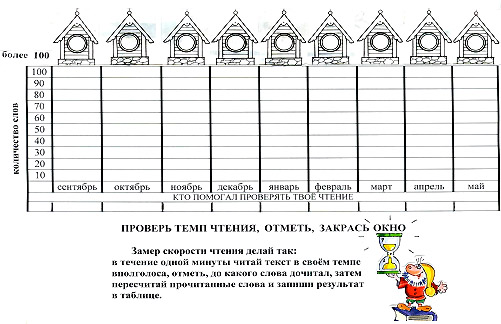 более 100
количество слов
100
90
80
70
60
50
40
30
20
10
сентябрь октябрь ноябрь декабрь январь февраль март апрель май
КТО ПОМОГАЛ ПРОВЕРЯТЬ ТВОЁ ЧТЕНИЕ
ПРОВЕРЬ ТЕМП ЧТЕНИЯ, ОТМЕТЬ, ЗАКРАСЬ ОКНО
Замер скорости чтения делай так:
в течение одной минуты читай текст в своём темпе
вполголоса, отметь, до какого слова дочитал, затем
пересчитай прочитанные слова и запиши результат
в таблице.